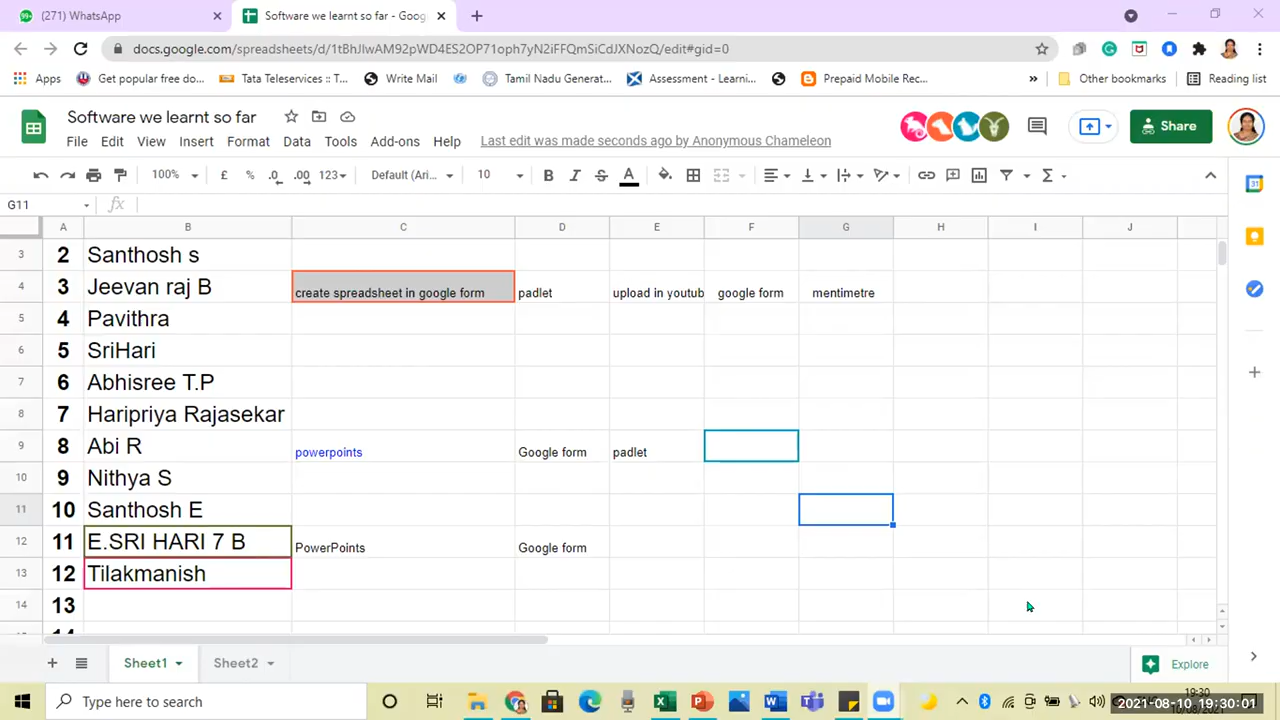 (271) WhatsApp
Software we learnt so far - Goog
docs.google.com/spreadsheets/d/1tBhJIwAM92pWD4ES2OP71oph7yN2iFFQmSiCdJXNozQ/edit#gid=0
Apps
Get popular free do...
Tata Teleservices :: T...
Write Mail
Tamil Nadu Generat...
Assessment - Learni...
Prepaid Mobile Rec...
»
Other bookmarks
Reading list
Software we learnt so far
Share
File Edit View Insert Format Data Tools Add-ons Help Last edit was made seconds ago by Anonymous Chameleon
100% £ % .0 .00 123 Default (Ari... 10 B I S A Σ
G11 fx
A B C D E F G H I J
3 2 Santhosh s
4 3 Jeevan raj B create spreadsheet in google form padlet upload in youtub google form mentimetre
5 4 Pavithra
6 5 SriHari
7 6 Abhisree T.P
8 7 Haripriya Rajasekar
9 8 Abi R powerpoints Google form padlet
10 9 Nithya S
11 10 Santhosh E
12 11 E.SRI HARI 7 B PowerPoints Google form
13 12 Tilakmanish
14 13
Sheet1 Sheet2 Explore
Type here to search
19:30
2021-08-10 19:30:01